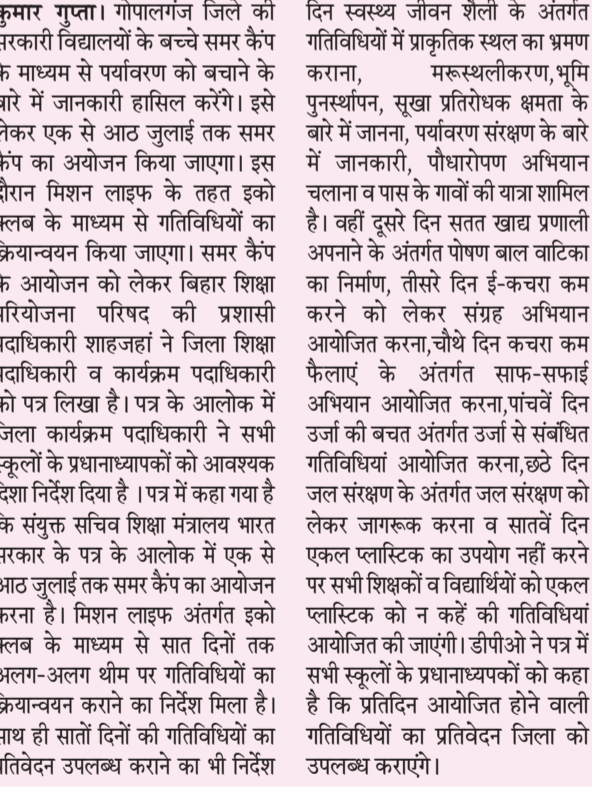 कुमार गुप्ता। गोपालगंज जिले की
सरकारी विद्यालयों के बच्चे समर कैंप
के माध्यम से पर्यावरण को बचाने के
बारे में जानकारी हासिल करेंगे। इसे
लेकर एक से आठ जुलाई तक समर
कैंप का अयोजन किया जाएगा। इस
दौरान मिशन लाइफ के तहत इको
क्लब के माध्यम से गतिविधियों का
क्रियान्वयन किया जाएगा। समर कैंप
के आयोजन को लेकर बिहार शिक्षा
परियोजना परिषद की प्रशासी
पदाधिकारी शाहजहां ने जिला शिक्षा
पदाधिकारी व कार्यक्रम पदाधिकारी
को पत्र लिखा है। पत्र के आलोक में
जिला कार्यक्रम पदाधिकारी ने सभी
स्कूलों के प्रधानाध्यापकों को आवश्यक
दिशा निर्देश दिया है । पत्र में कहा गया है
कि संयुक्त सचिव शिक्षा मंत्रालय भारत
सरकार के पत्र के आलोक में एक से
आठ जुलाई तक समर कैंप का आयोजन
करना है। मिशन लाइफ अंतर्गत इको
क्लब के माध्यम से सात दिनों तक
अलग-अलग थीम पर गतिविधियों का
क्रियान्वयन कराने का निर्देश मिला है।
साथ ही सातों दिनों की गतिविधियों का
प्रतिवेदन उपलब्ध कराने का भी निर्देश
दिन स्वस्थ्य जीवन शैली के अंतर्गत
गतिविधियों में प्राकृतिक स्थल का भ्रमण
कराना, मरूस्थलीकरण,भूमि
पुनर्स्थापन, सूखा प्रतिरोधक क्षमता के
बारे में जानना, पर्यावरण संरक्षण के बारे
में जानकारी, पौधारोपण अभियान
चलाना व पास के गावों की यात्रा शामिल
है। वहीं दूसरे दिन सतत खाद्य प्रणाली
अपनाने के अंतर्गत पोषण बाल वाटिका
का निर्माण, तीसरे दिन ई-कचरा कम
करने को लेकर संग्रह अभियान
आयोजित करना,चौथे दिन कचरा कम
फैलाएं के अंतर्गत साफ-सफाई
अभियान आयोजित करना,पांचवें दिन
उर्जा की बचत अंतर्गत उर्जा से संबंधित
गतिविधियां आयोजित करना,छठे दिन
जल संरक्षण के अंतर्गत जल संरक्षण को
लेकर जागरूक करना व सातवें दिन
एकल प्लास्टिक का उपयोग नहीं करने
पर सभी शिक्षकों व विद्यार्थियों को एकल
प्लास्टिक को न कहें की गतिविधियां
आयोजित की जाएंगी। डीपीओ ने पत्र में
सभी स्कूलों के प्रधानाध्यपकों को कहा
है कि प्रतिदिन आयोजित होने वाली
गतिविधियों का प्रतिवेदन जिला को
उपलब्ध कराएंगे।